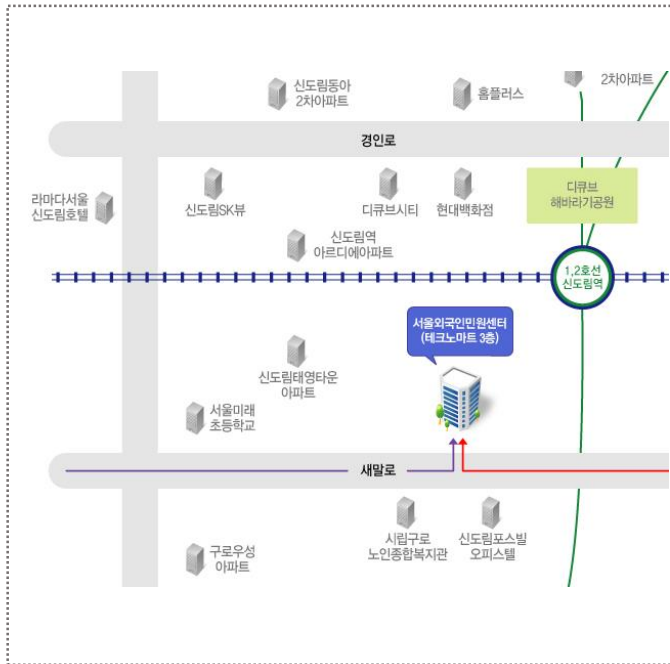 신도림동아
2차아파트
홈플러스
2차아파트
경인로
라마다서울
신도림호텔
신도림SK뷰
디큐브시티
현대백화점
디큐브
해바라기공원
신도림역
아르디에아파트
1,2호선
신도림역
서울외국인민원센터
(테크노마트 3층)
신도림태영타운
아파트
서울미래
초등학교
새말로
시립구로
노인종합복지관
신도림포스빌
오피스텔
구로우성
아파트